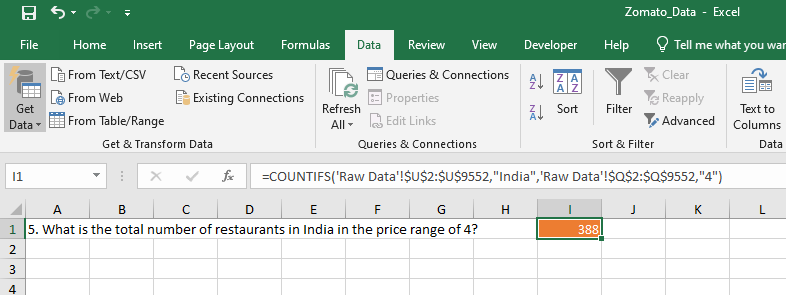 Zomato_Data - Excel
File Home Insert Page Layout Formulas Data Review View Developer Help Tell me what you wan
Get Data
From Text/CSV
From Web
From Table/Range
Recent Sources
Existing Connections
Get & Transform Data
Refresh All
Queries & Connections
Properties
Edit Links
Queries & Connections
A Z
Z A
Z A A Z
Sort
Filter
Clear
Reapply
Advanced
Sort & Filter
Text to Columns
Data
I1 fx =COUNTIFS('Raw Data'!$U$2:$U$9552,"India",'Raw Data'!$Q$2:$Q$9552,"4")
A B C D E F G H I J K L
1 5. What is the total number of restaurants in India in the price range of 4? 388
2
3
4